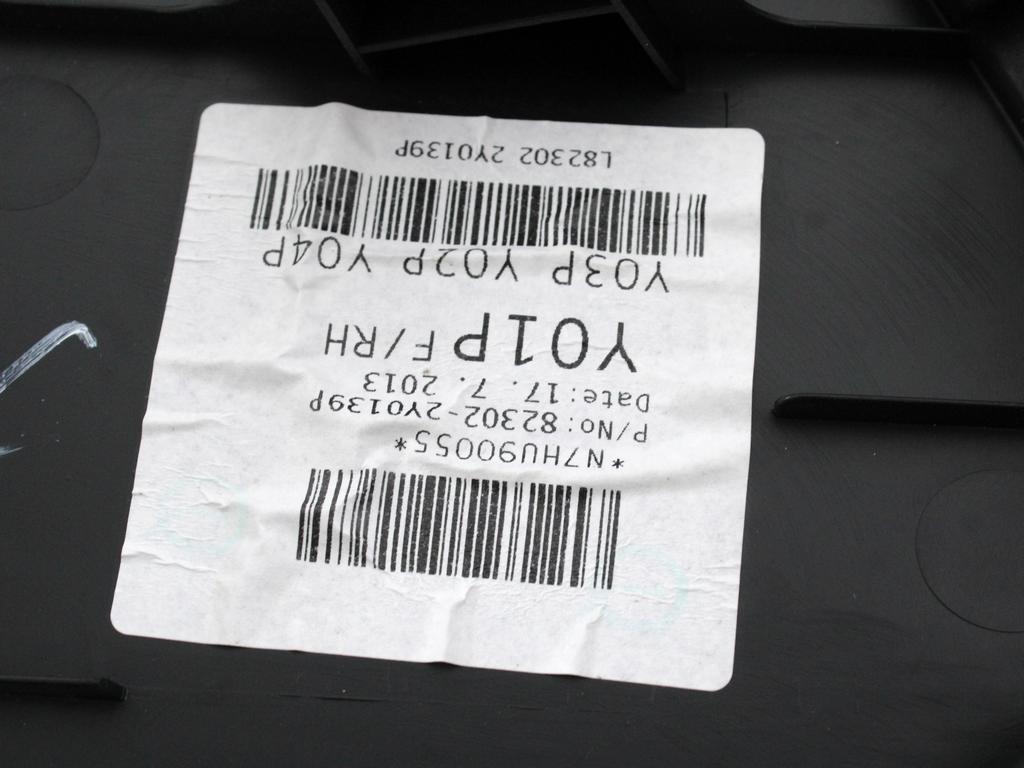 *N7HU90055*
P/No:82302-2Y0139P
Date:17. 7. 2013
Y01P F/RH
Y03P Y02P Y04P
L82302 2Y0139P